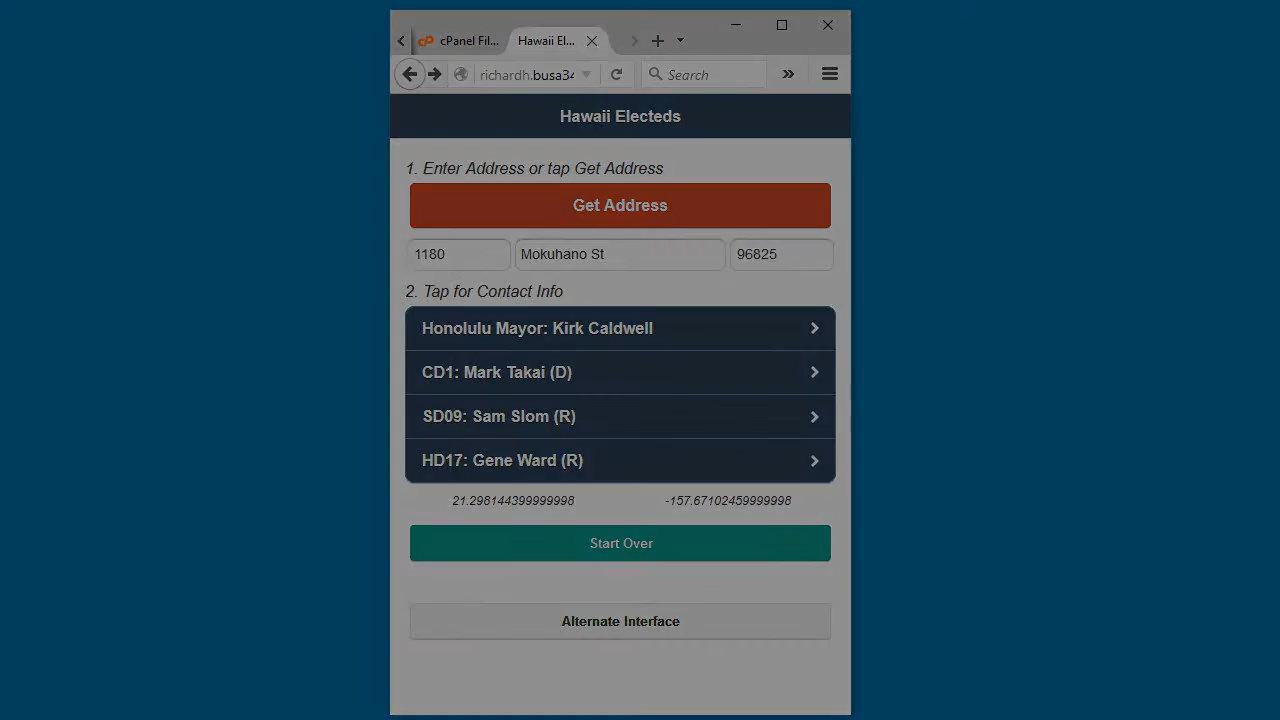 cPanel Fil...
Hawaii El...
richardh.busa34
Search
Hawaii Electeds
1. Enter Address or tap Get Address
Get Address
1180
Mokuhano St
96825
2. Tap for Contact Info
Honolulu Mayor: Kirk Caldwell
CD1: Mark Takai (D)
SD09: Sam Slom (R)
HD17: Gene Ward (R)
21.298144399999998
-157.67102459999998
Start Over
Alternate Interface